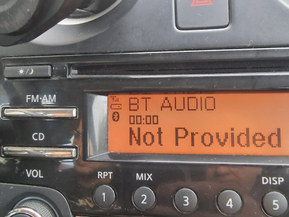 BT AUDIO
00:00
Not Provided
FM·AM
CD
VOL
RPT
MIX
DISP
1
2
3
4
5